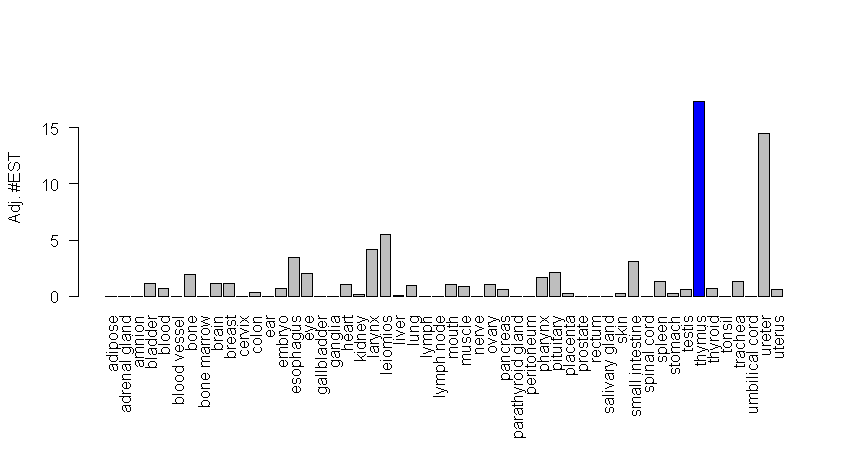 Adj. #EST
15
10
5
0
adipose
adrenal gland
amnion
bladder
blood
blood vessel
bone
bone marrow
brain
breast
cervix
colon
ear
embryo
esophagus
eye
gallbladder
ganglia
heart
kidney
larynx
leiomios
liver
lung
lymph
lymph node
mouth
muscle
nerve
ovary
pancreas
parathyroid gland
peritoneum
pharynx
pituitary
placenta
prostate
rectum
salivary gland
skin
small intestine
spinal cord
spleen
stomach
testis
thymus
thyroid
tonsil
trachea
umbilical cord
ureter
uterus